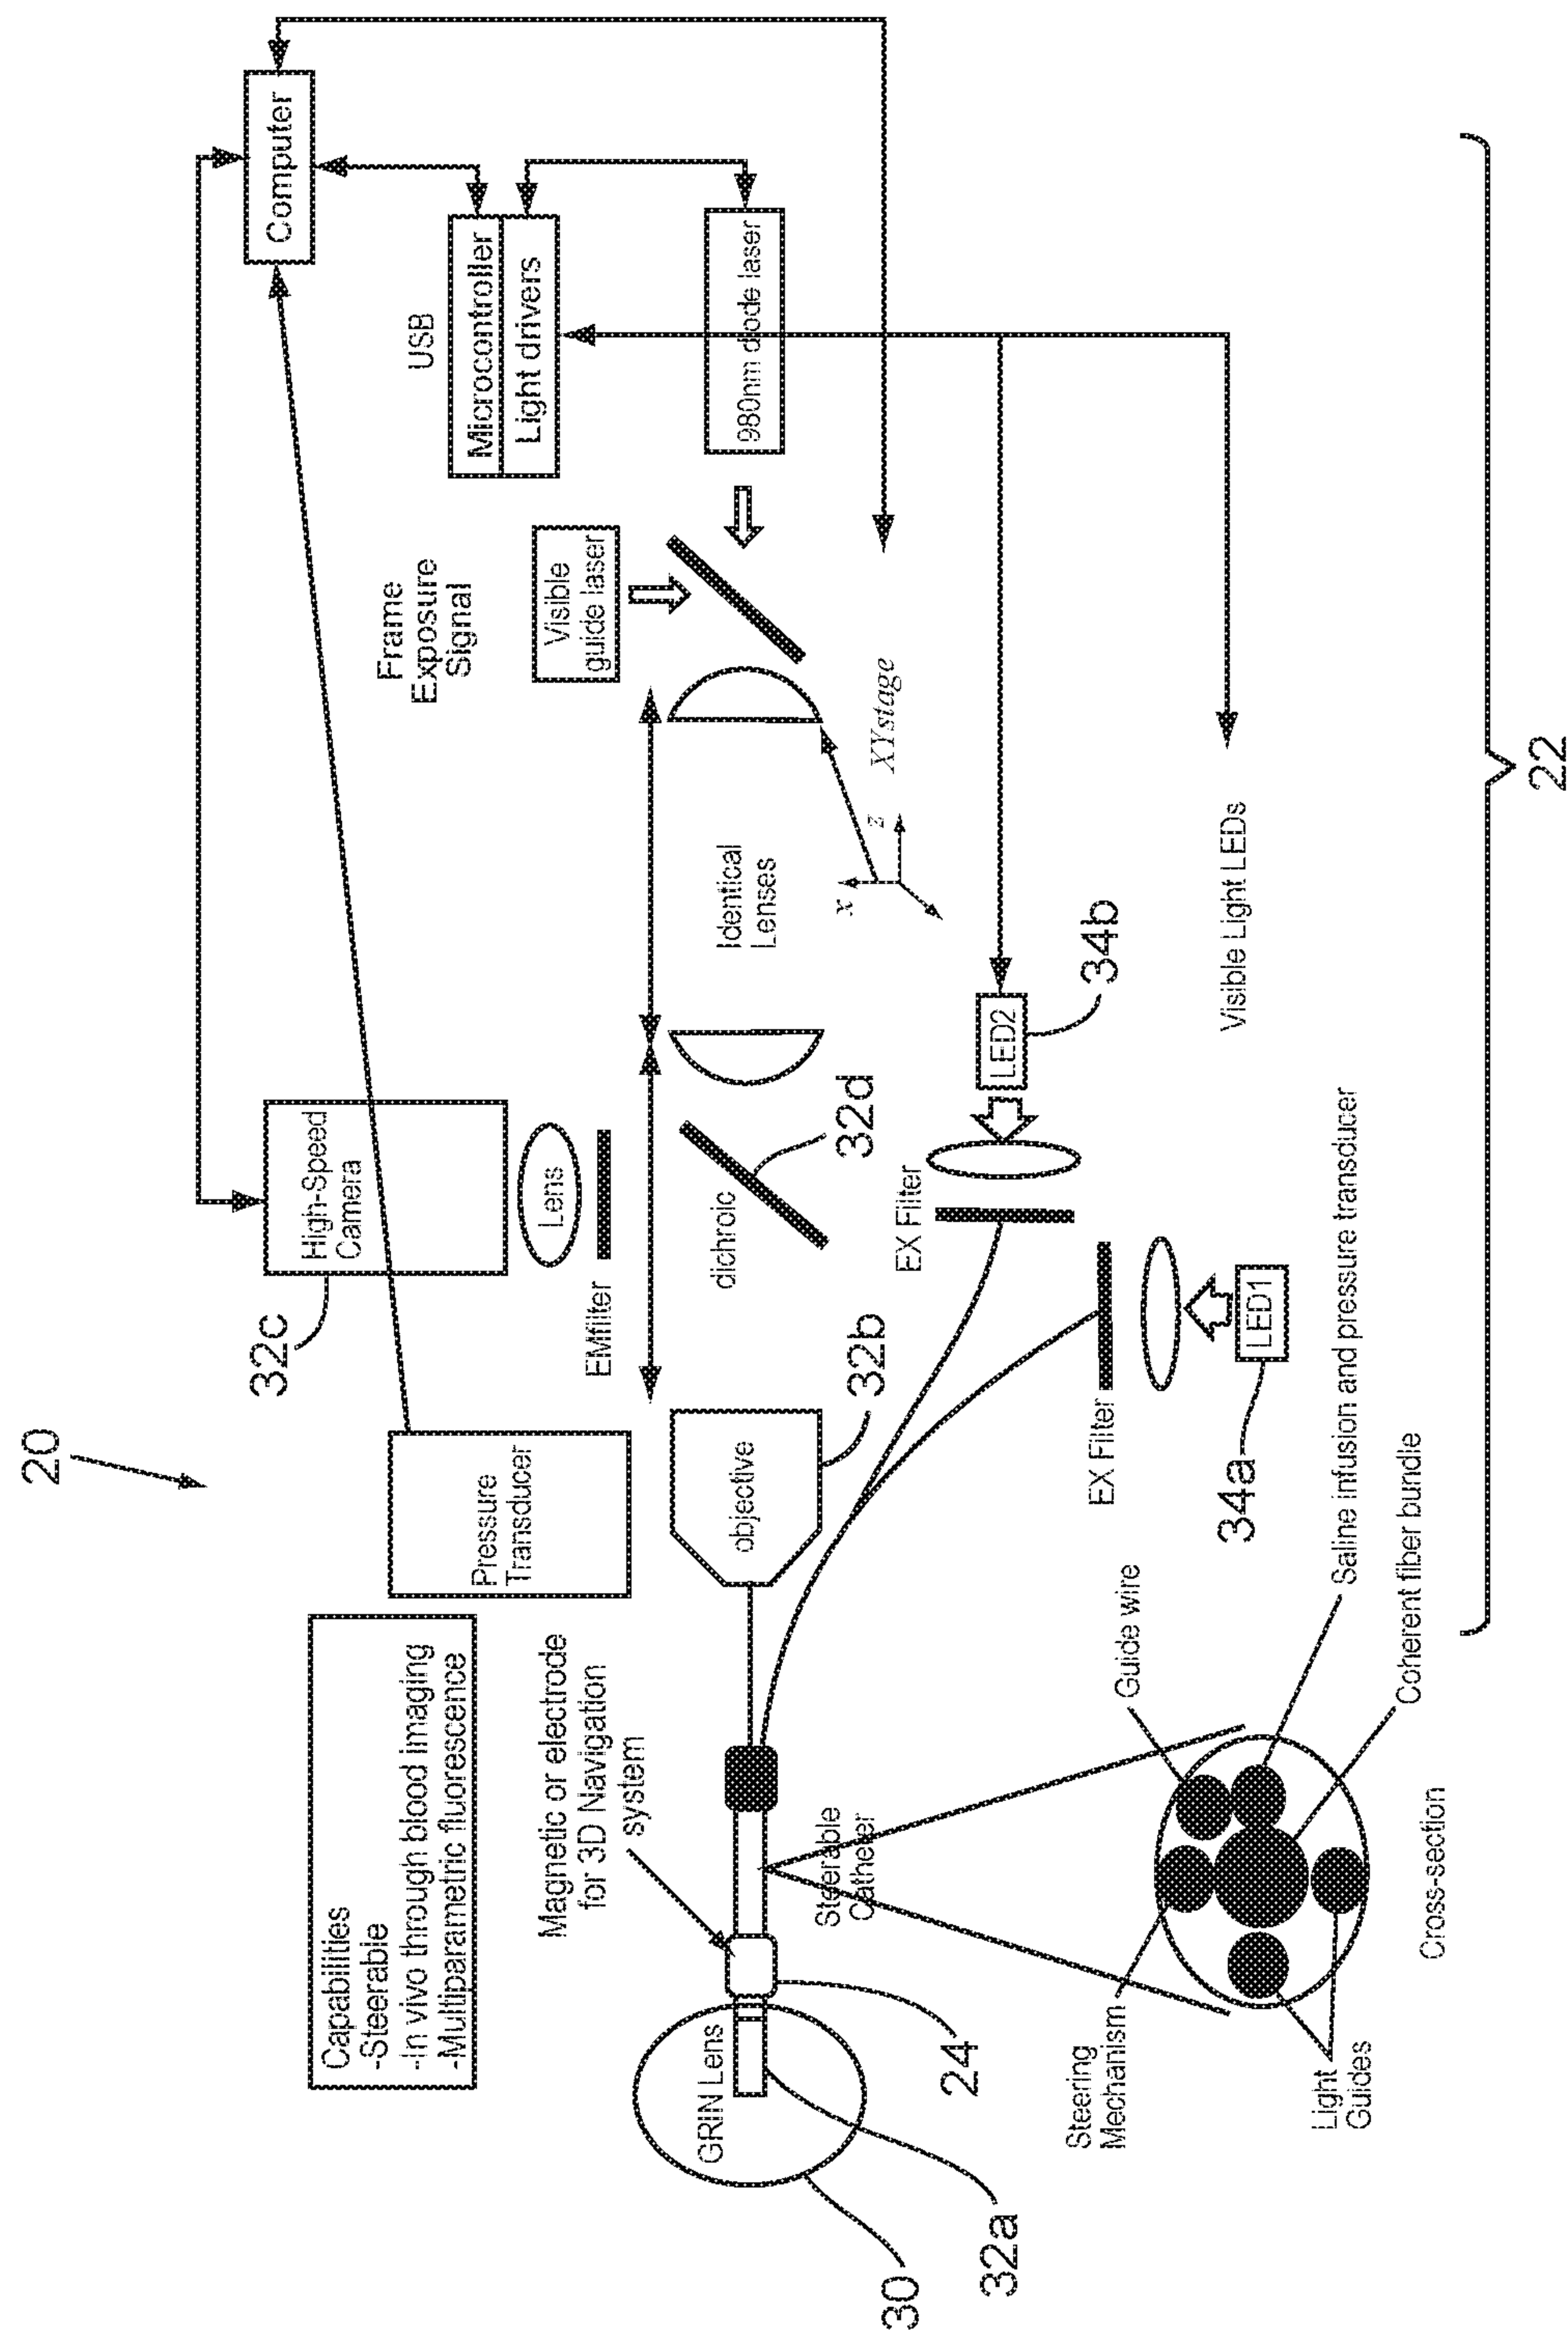 20
Capabilities
-Steerable
-In vivo through blood imaging
-Multiparametric fluorescence
Pressure
Transducer
32c
High-Speed
Camera
Lens
EMfilter
Frame
Exposure
Signal
USB
Computer
Microcontroller
Light drivers
Visible
guide laser
980nm diode laser
Magnetic or electrode
for 3D Navigation
system
GRIN Lens
objective
dichroic
32d
Identical
Lenses
x
z
XYstage
32b
Steerable
Catheter
24
30
32a
EX Filter
LED2
34b
EX Filter
LED1
34a
Visible Light LEDs
Guide wire
Saline infusion and pressure transducer
Coherent fiber bundle
Steering
Mechanism
Light
Guides
Cross-section
22